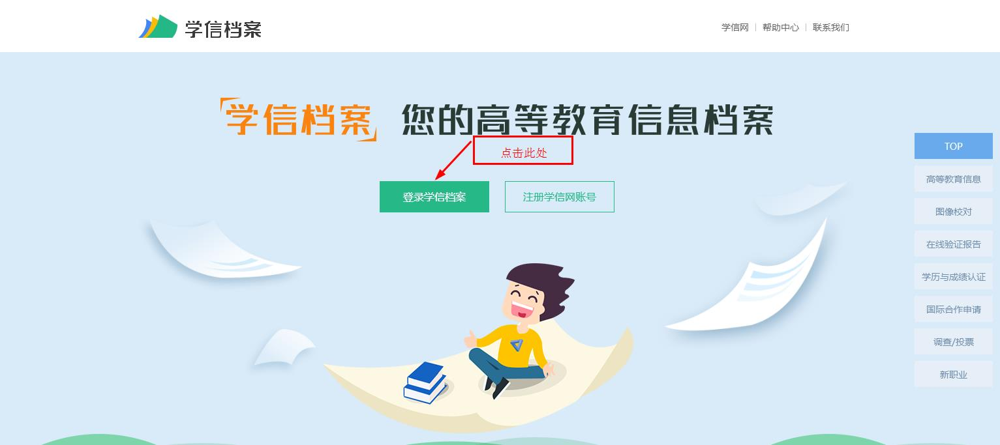 学信档案
学信网 | 帮助中心 | 联系我们
学信档案 您的高等教育信息档案
点击此处
登录学信档案 注册学信网账号
TOP
高等教育信息
图像校对
在线验证报告
学历与成绩认证
国际合作申请
调查/投票
新职业